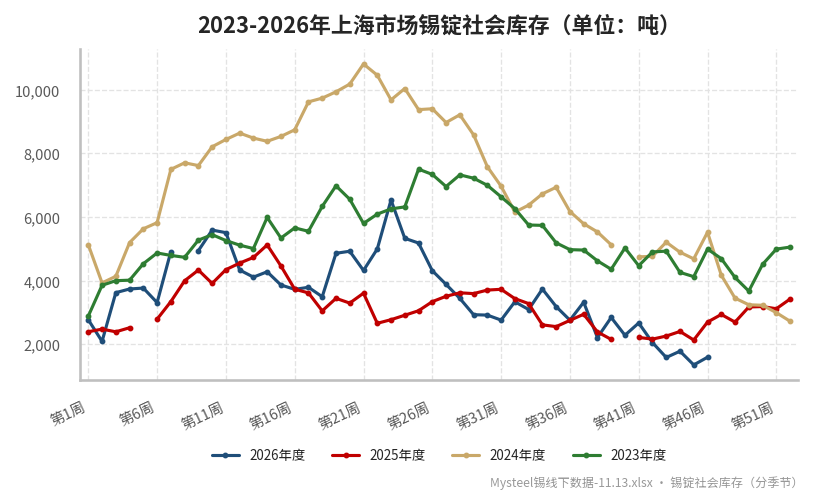 2023-2026年上海市场锡锭社会库存（单位：吨）
10,000
8,000
6,000
4,000
2,000
第1周 第6周 第11周 第16周 第21周 第26周 第31周 第36周 第41周 第46周 第51周
2026年度 2025年度 2024年度 2023年度
Mysteel锡线下数据-11.13.xlsx • 锡锭社会库存（分季节）